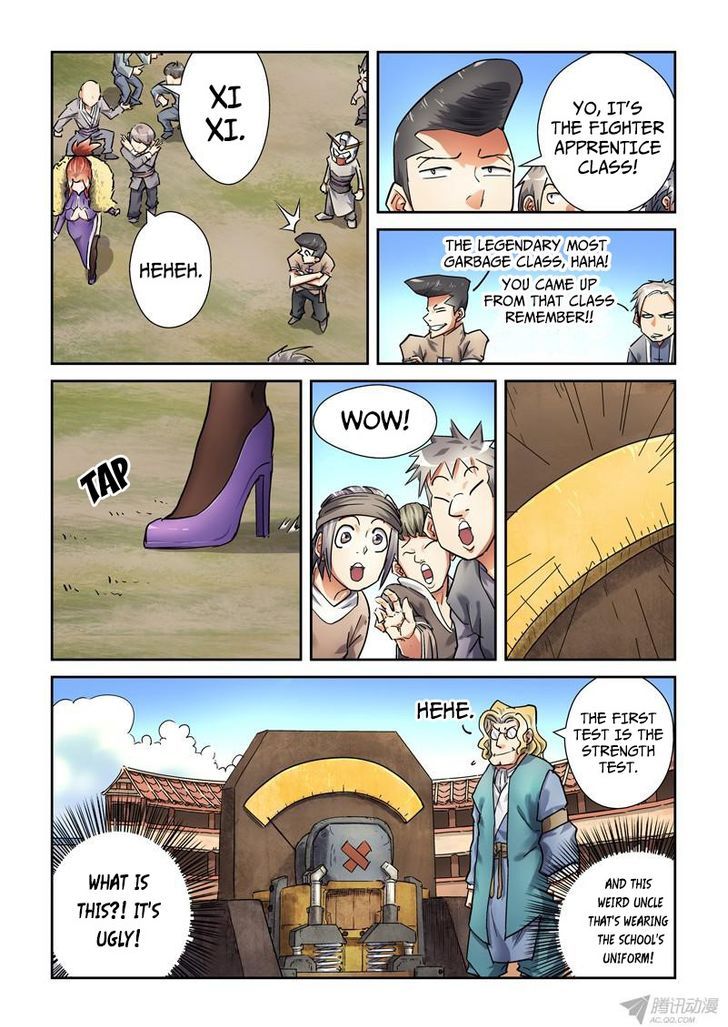 XI
XI.
HEHEH.
YO, IT'S
THE FIGHTER
APPRENTICE
CLASS!
THE LEGENDARY MOST
GARBAGE CLASS, HAHA!
YOU CAME UP
FROM THAT CLASS
REMEMBER!!
TAP
WOW!
HEHE.
THE FIRST
TEST IS THE
STRENGTH
TEST.
WHAT IS
THIS?! IT'S
UGLY!
AND THIS
WEIRD UNCLE
THAT'S WEARING
THE SCHOOL'S
UNIFORM!
腾讯动漫
AC.QQ.COM